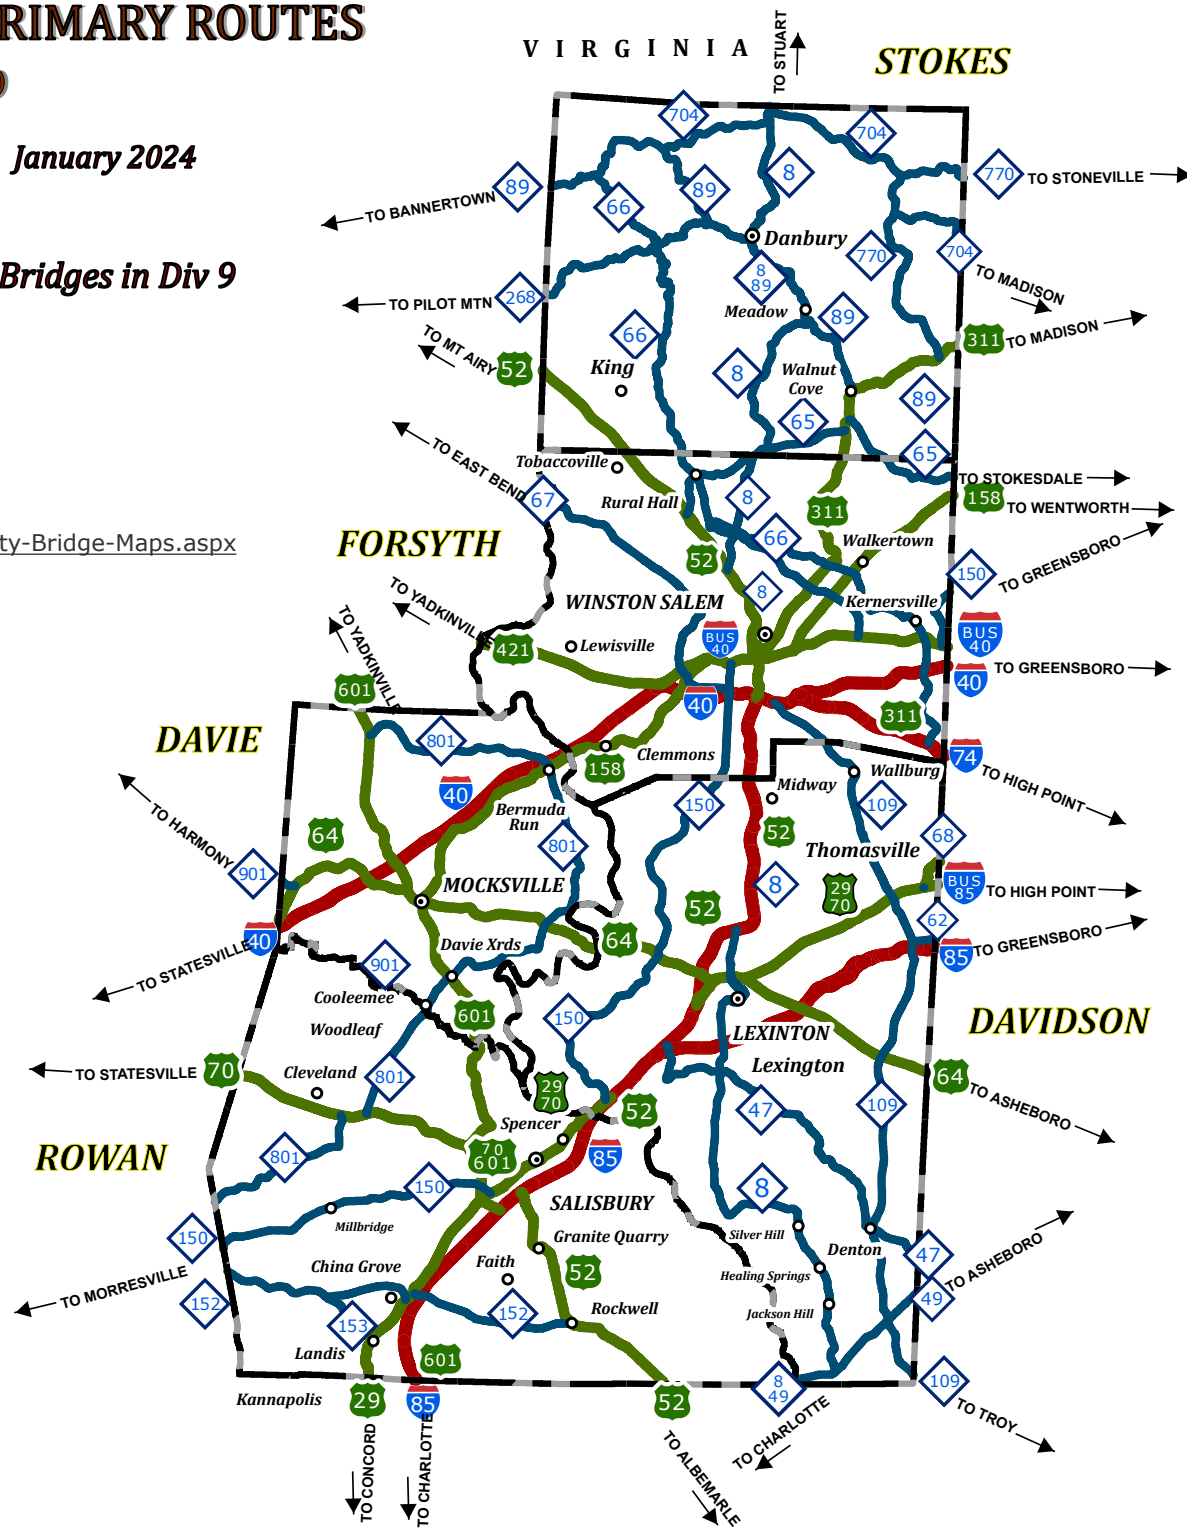 RIMARY ROUTES
VIRGINIA
TO STUART
STOKES
9
January 2024
704
704
8
770
TO STONEVILLE
89
TO BANNERTOWN
66
89
Danbury
770
704
TO MADISON
Bridges in Div 9
268
TO PILOT MTN
8
89
Meadow
89
311
TO MADISON
TO MT AIRY
52
66
King
8
Walnut
Cove
89
65
65
TO EAST BEND
67
Tobaccoville
TO STOKESDALE
Rural Hall
8
311
158
TO WENTWORTH
ty-Bridge-Maps.aspx
FORSYTH
66
Walkertown
52
150
TO GREENSBORO
8
TO YADKINVILLE
WINSTON SALEM
Kernersville
TO YADKINVILLE
421
Lewisville
BUS
40
BUS
40
40
TO GREENSBORO
601
40
311
DAVIE
801
Clemmons
158
74
TO HIGH POINT
Wallburg
Midway
40
Bermuda
Run
150
109
TO HARMONY
64
801
52
68
Thomasville
901
MOCKSVILLE
8
29
70
BUS
85
TO HIGH POINT
52
62
40
TO STATESVILLE
Davie Xrds
64
85
TO GREENSBORO
901
Cooleemee
Woodleaf
601
150
LEXINTON
Lexington
DAVIDSON
70
TO STATESVILLE
Cleveland
801
29
70
52
47
109
64
TO ASHEBORO
Spencer
ROWAN
801
70
601
85
150
SALISBURY
8
Millbridge
Granite Quarry
Silver Hill
Denton
150
TO MORRESVILLE
China Grove
Faith
52
Healing Springs
47
TO ASHEBORO
152
153
152
Rockwell
Jackson Hill
49
Landis
601
Kannapolis
29
85
52
8
49
109
TO TROY
TO CONCORD
TO CHARLOTTE
TO ALBEMARLE
TO CHARLOTTE